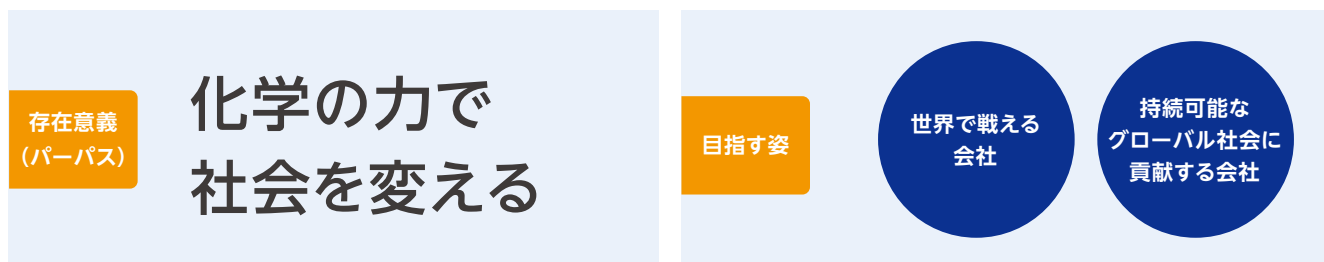 存在意義
（パーパス）
化学の力で
社会を変える
目指す姿
世界で戦える
会社
持続可能な
グローバル社会に
貢献する会社